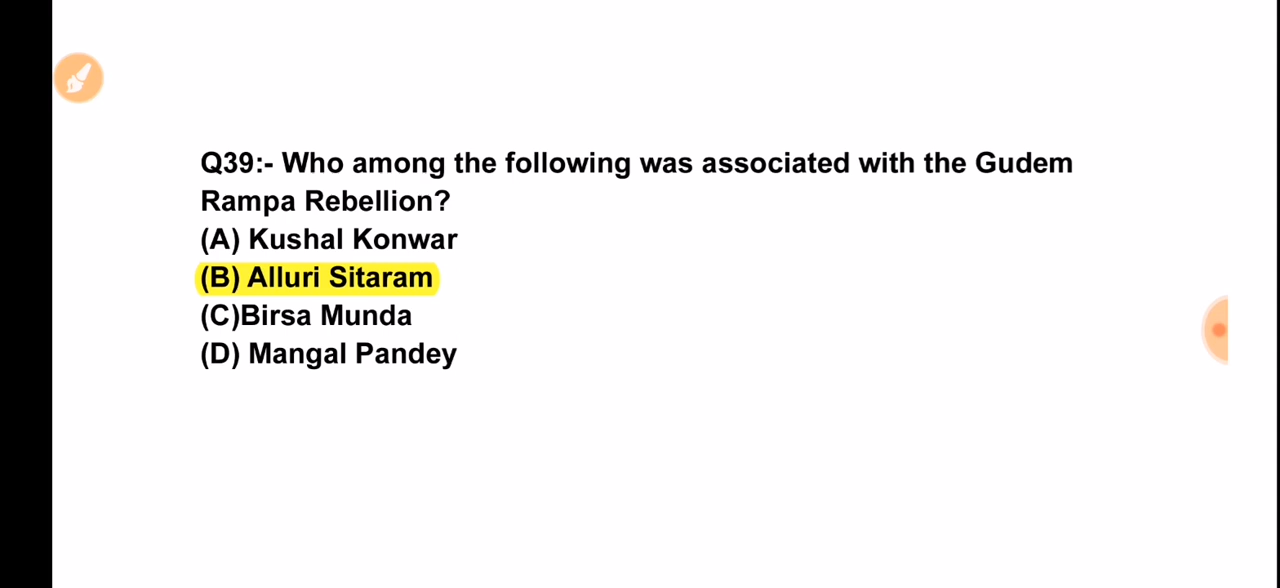 Q39:- Who among the following was associated with the Gudem
Rampa Rebellion?
(A) Kushal Konwar
(B) Alluri Sitaram
(C)Birsa Munda
(D) Mangal Pandey